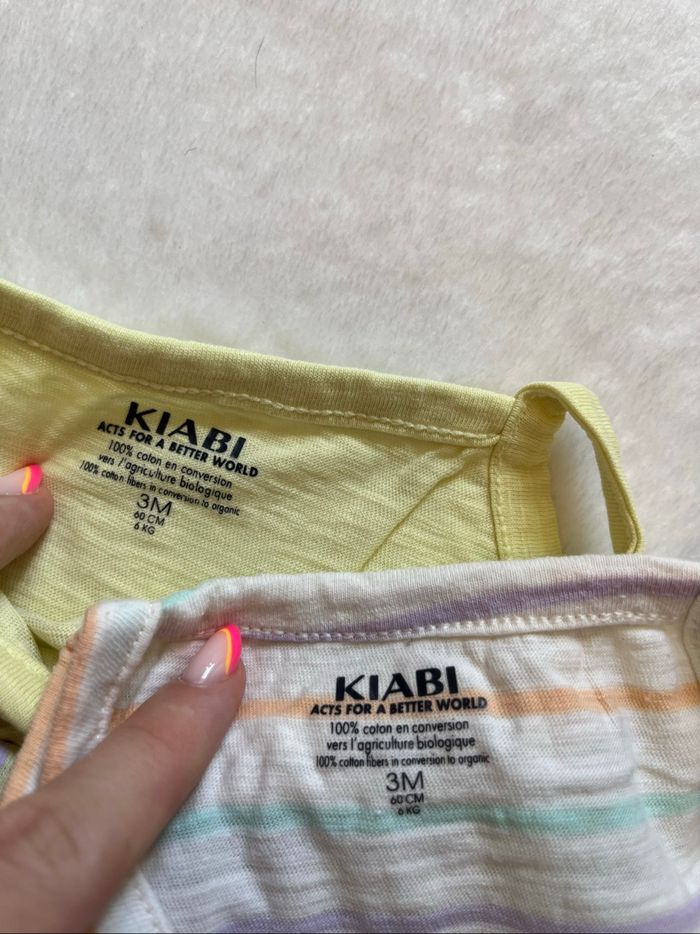 KIABI
ACTS FOR A BETTER WORLD
100% coton en conversion
vers l'agriculture biologique
100% cotton fibers in conversion to organic
3M
60 CM
6 KG
KIABI
ACTS FOR A BETTER WORLD
100% coton en conversion
vers l'agriculture biologique
100% cotton fibers in conversion to organic
3M
60 CM
6 KG